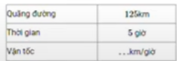 Quãng đường 125km
Thời gian 5 giờ
Vận tốc ...km/giờ